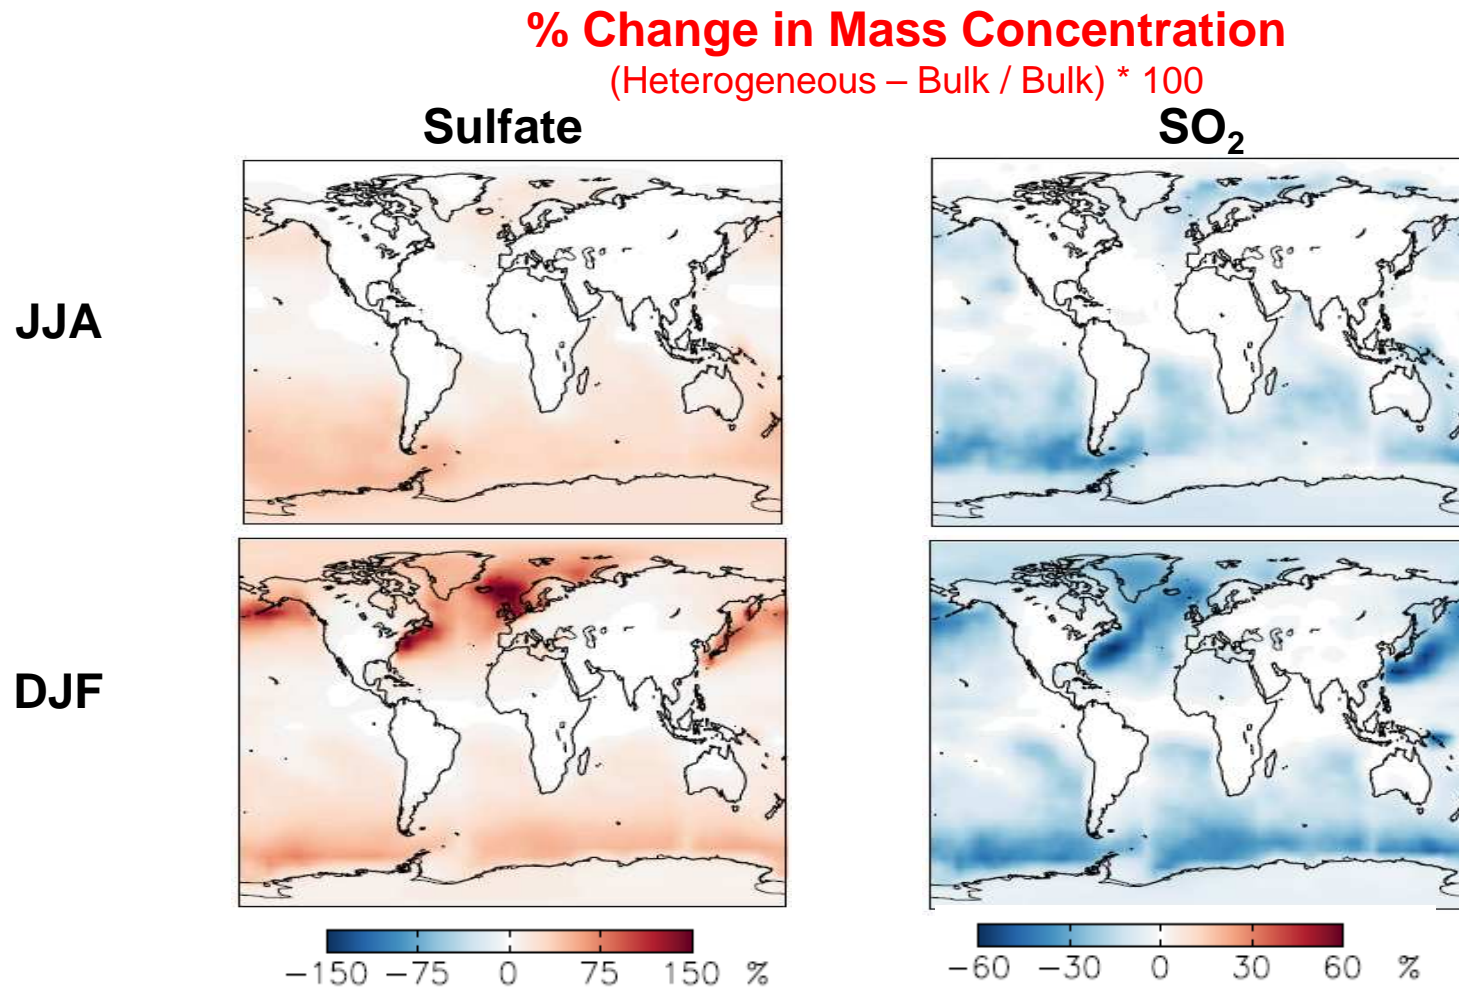 % Change in Mass Concentration
(Heterogeneous – Bulk / Bulk) * 100
Sulfate
SO₂
JJA
DJF
−150 −75 0 75 150 %
−60 −30 0 30 60 %